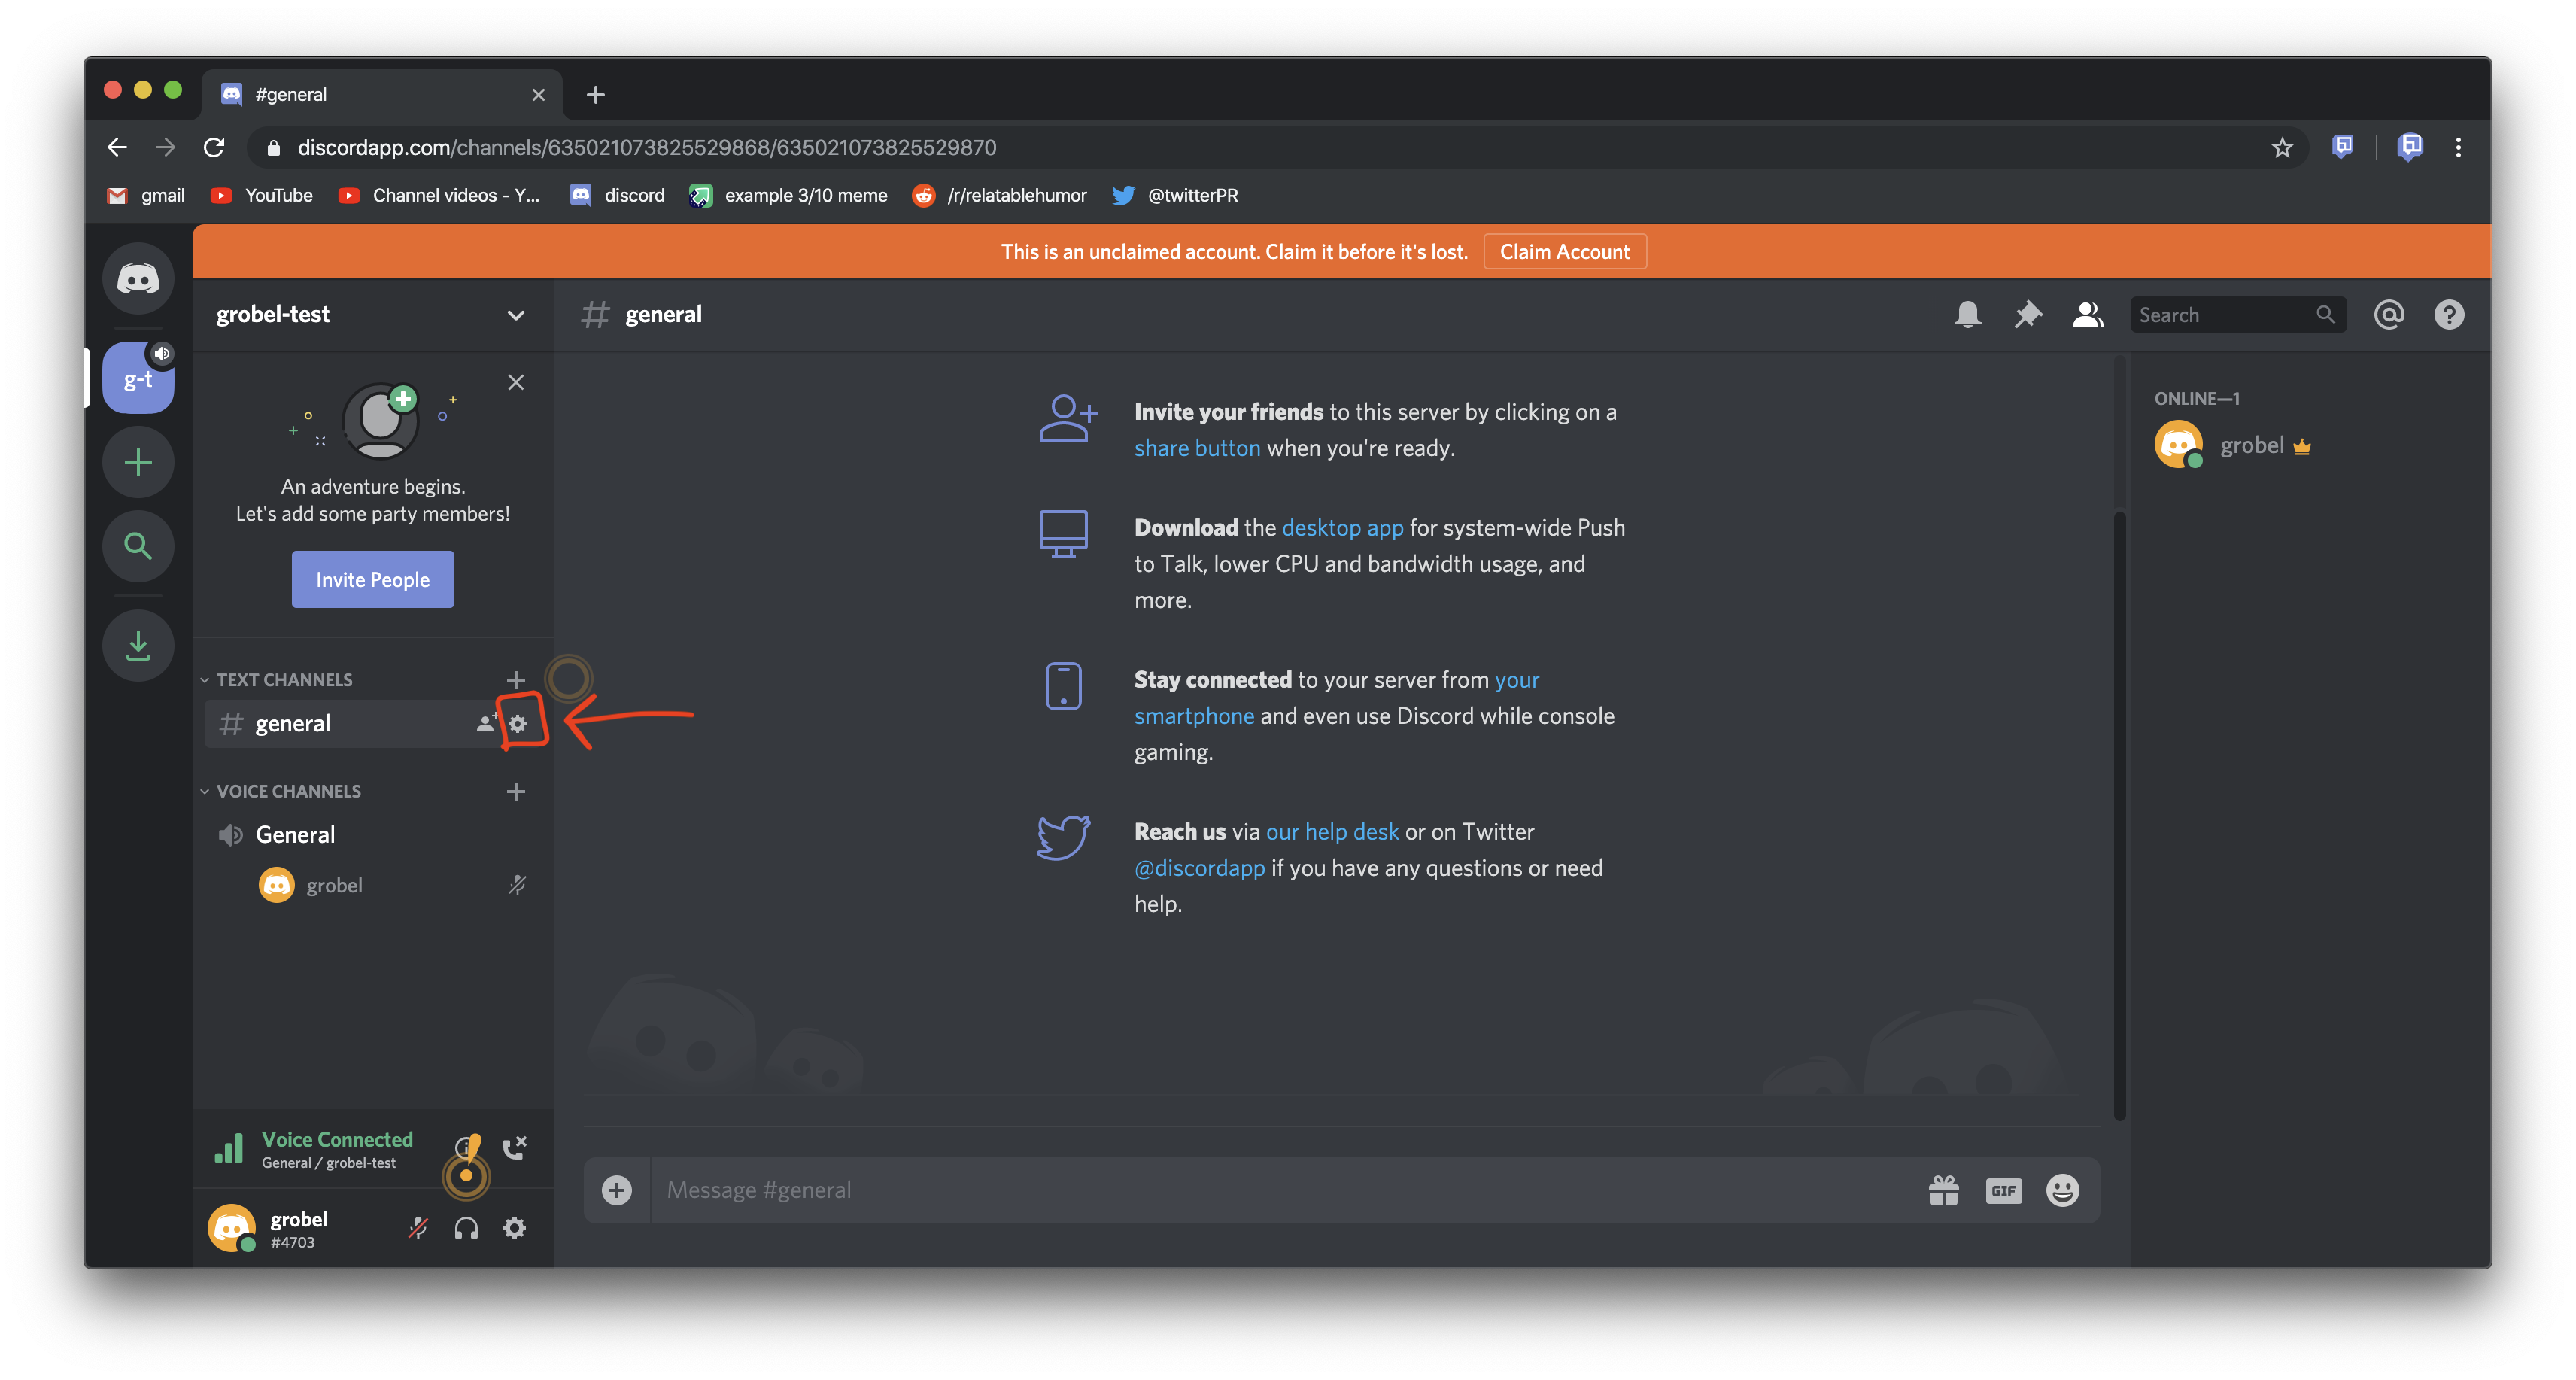 #general
discordapp.com/channels/635021073825529868/635021073825529870
gmail
YouTube
Channel videos - Y...
discord
example 3/10 meme
/r/relatablehumor
@twitterPR
This is an unclaimed account. Claim it before it's lost.
Claim Account
grobel-test
general
Search
g-t
An adventure begins.
Let's add some party members!
Invite People
TEXT CHANNELS
general
VOICE CHANNELS
General
grobel
Voice Connected
General / grobel-test
grobel
#4703
Invite your friends to this server by clicking on a
share button when you're ready.
Download the desktop app for system-wide Push
to Talk, lower CPU and bandwidth usage, and
more.
Stay connected to your server from your
smartphone and even use Discord while console
gaming.
Reach us via our help desk or on Twitter
@discordapp if you have any questions or need
help.
Message #general
GIF
ONLINE—1
grobel